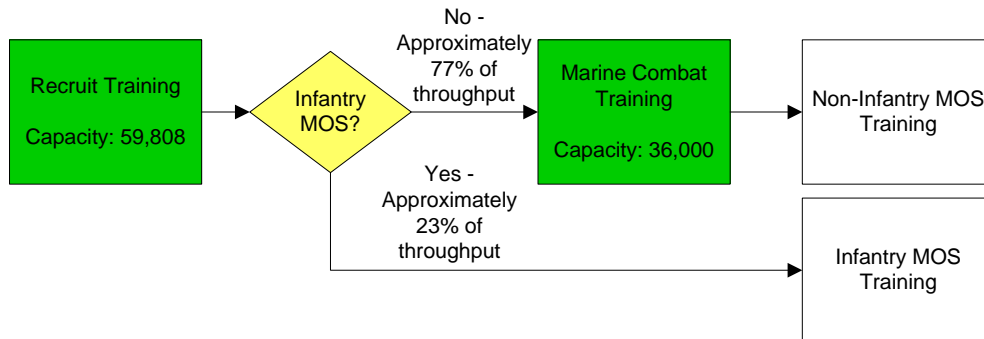 Recruit Training
Capacity: 59,808
Infantry
MOS?
No -
Approximately
77% of
throughput
Marine Combat
Training
Capacity: 36,000
Non-Infantry MOS
Training
Yes -
Approximately
23% of
throughput
Infantry MOS
Training